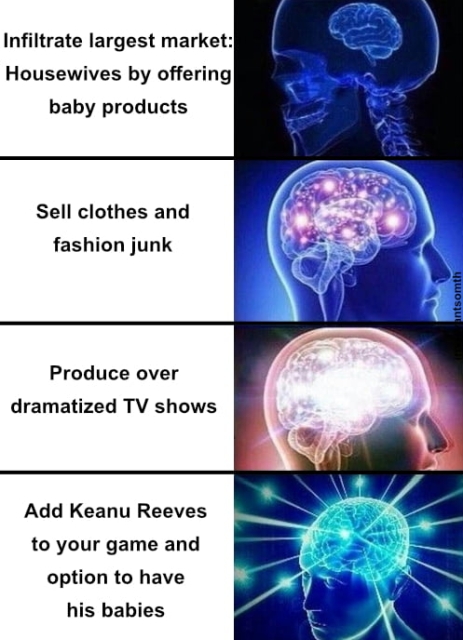 Infiltrate largest market:
Housewives by offering
baby products
Sell clothes and
fashion junk
antsomth
Produce over
dramatized TV shows
Add Keanu Reeves
to your game and
option to have
his babies